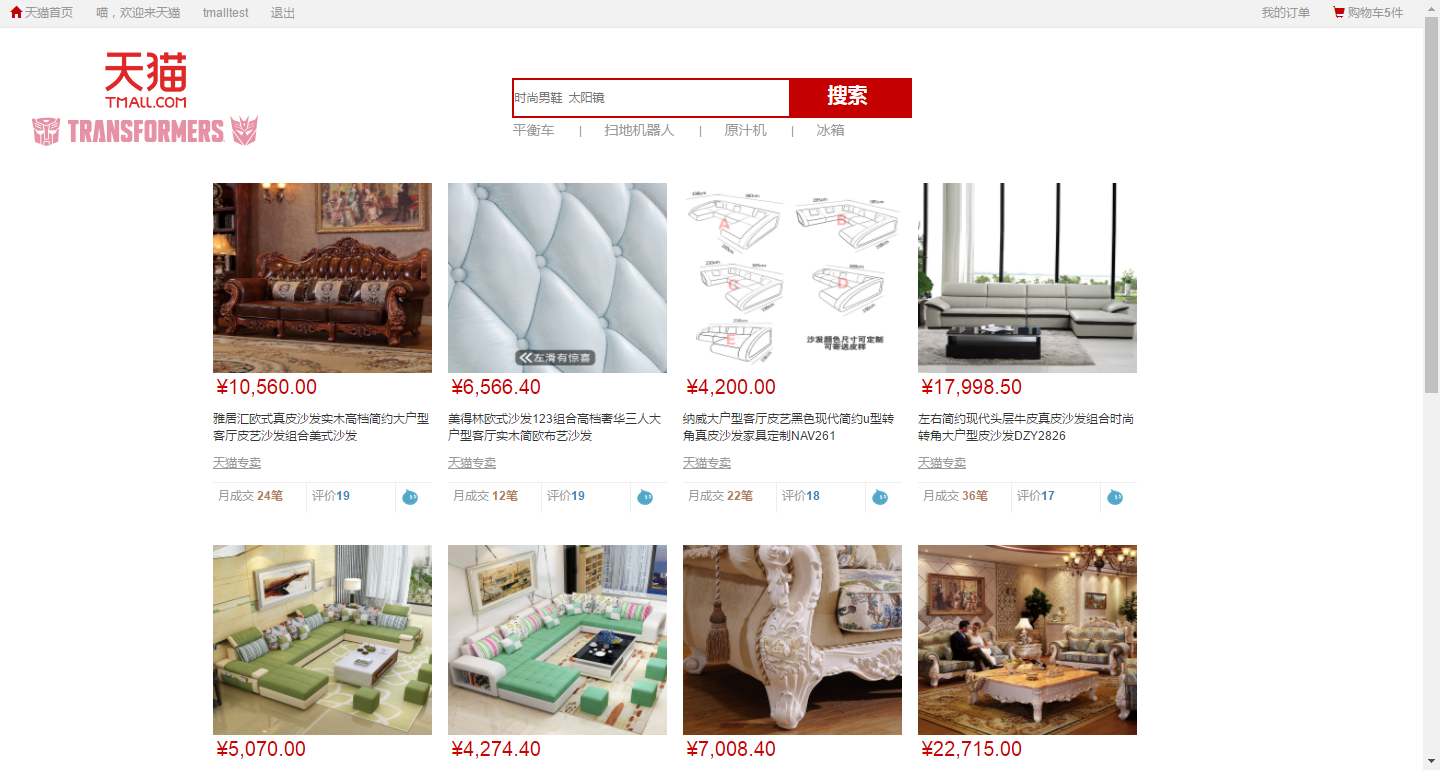 天猫首页 喵，欢迎来天猫 tmalltest 退出 我的订单 购物车5件
天猫
TMALL.COM
TRANSFORMERS
时尚男鞋 太阳镜 搜索
平衡车 | 扫地机器人 | 原汁机 | 冰箱
左滑有惊喜
A B
C D
E
沙发颜色尺寸可定制
可寄送皮样
¥10,560.00 ¥6,566.40 ¥4,200.00 ¥17,998.50
雅居汇欧式真皮沙发实木高档简约大户型
客厅皮艺沙发组合美式沙发
美得林欧式沙发123组合高档奢华三人大
户型客厅实木简欧布艺沙发
纳威大户型客厅皮艺黑色现代简约u型转
角真皮沙发家具定制NAV261
左右简约现代头层牛皮真皮沙发组合时尚
转角大户型皮沙发DZY2826
天猫专卖 天猫专卖 天猫专卖 天猫专卖
月成交 24笔 评价19 月成交 12笔 评价19 月成交 22笔 评价18 月成交 36笔 评价17
¥5,070.00 ¥4,274.40 ¥7,008.40 ¥22,715.00